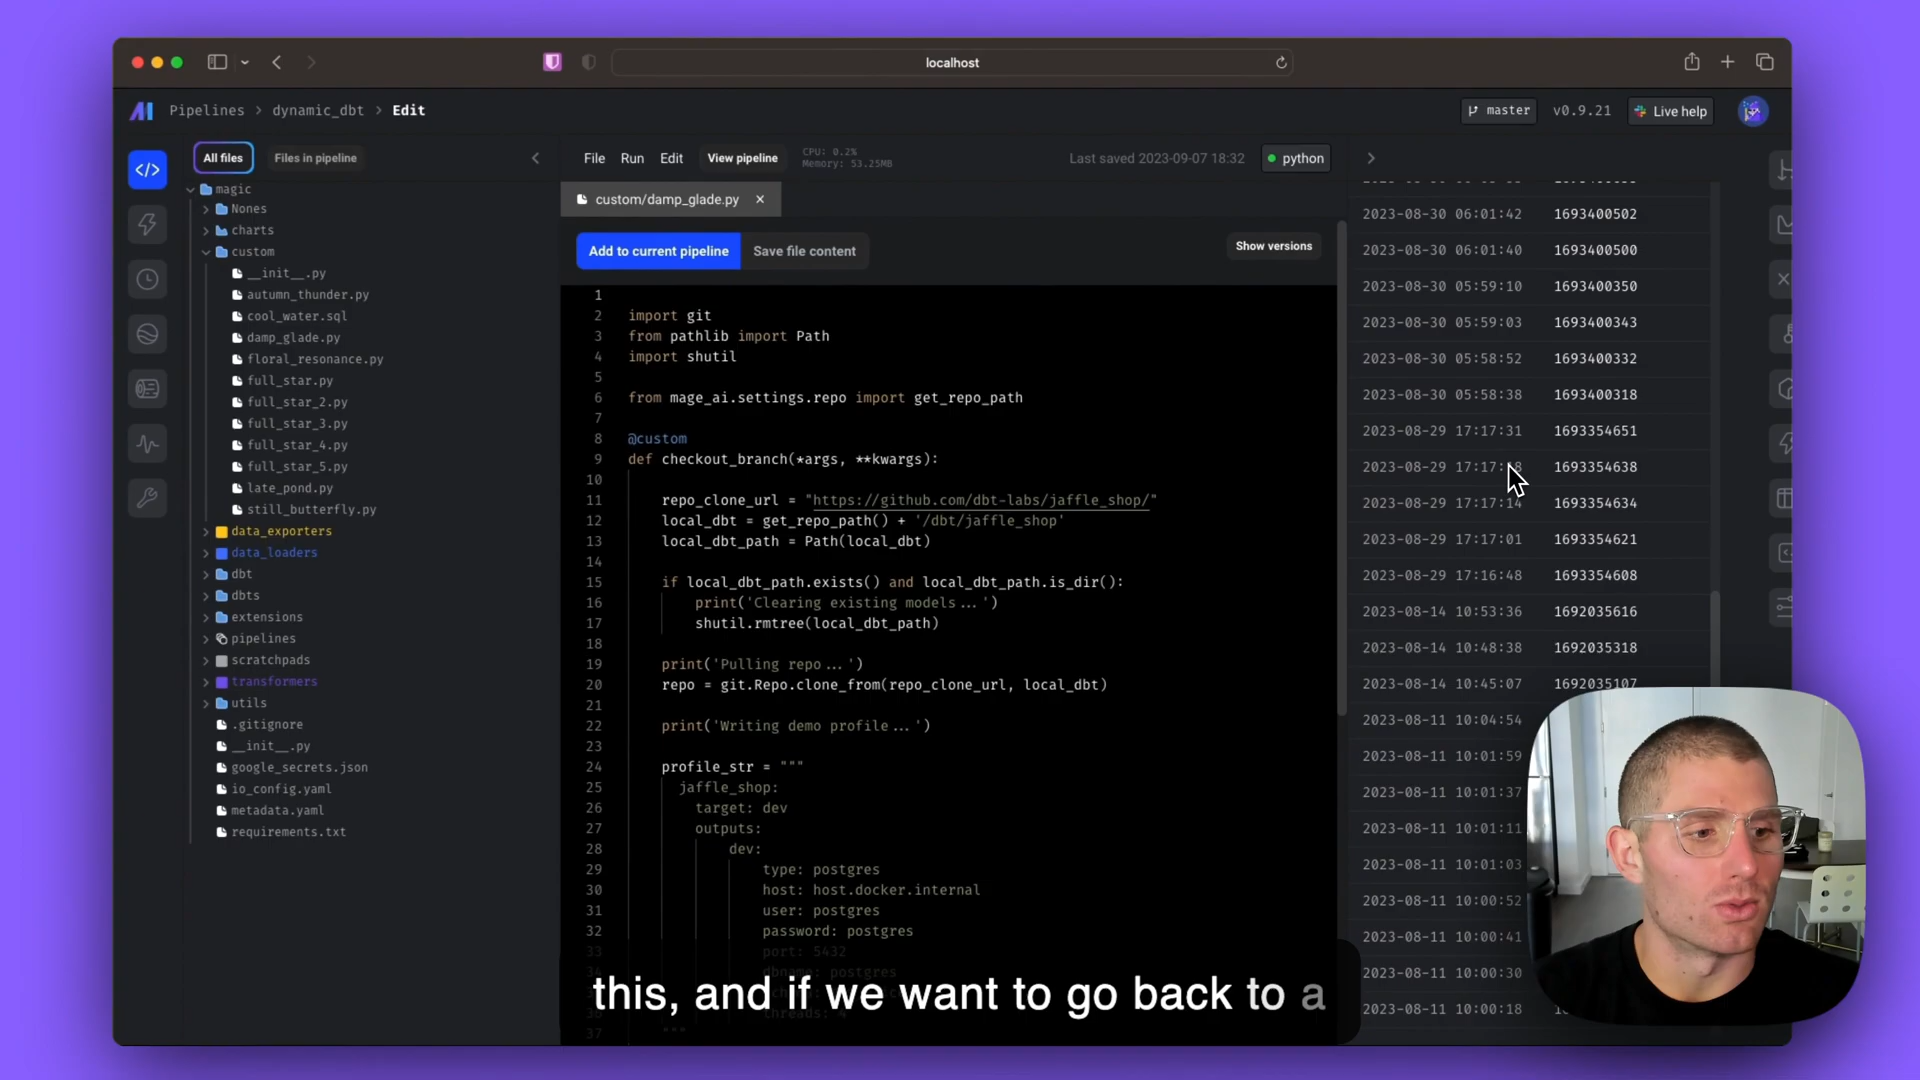 localhost
Pipelines > dynamic_dbt > Edit
master
v0.9.21
Live help
All files
Files in pipeline
File
Run
Edit
View pipeline
CPU: 0.2%
Memory: 53.25MB
Last saved 2023-09-07 18:32
python
magic
Nones
charts
custom
__init__.py
autumn_thunder.py
cool_water.sql
damp_glade.py
floral_resonance.py
full_star.py
full_star_2.py
full_star_3.py
full_star_4.py
full_star_5.py
late_pond.py
still_butterfly.py
data_exporters
data_loaders
dbt
dbts
extensions
pipelines
scratchpads
transformers
utils
.gitignore
__init__.py
google_secrets.json
io_config.yaml
metadata.yaml
requirements.txt
custom/damp_glade.py
Add to current pipeline
Save file content
Show versions
1
2 import git
3 from pathlib import Path
4 import shutil
5
6 from mage_ai.settings.repo import get_repo_path
7
8 @custom
9 def checkout_branch(*args, **kwargs):
10
11 repo_clone_url = "https://github.com/dbt-labs/jaffle_shop/"
12 local_dbt = get_repo_path() + '/dbt/jaffle_shop'
13 local_dbt_path = Path(local_dbt)
14
15 if local_dbt_path.exists() and local_dbt_path.is_dir():
16 print('Clearing existing models...')
17 shutil.rmtree(local_dbt_path)
18
19 print('Pulling repo...')
20 repo = git.Repo.clone_from(repo_clone_url, local_dbt)
21
22 print('Writing demo profile...')
23
24 profile_str = """
25 jaffle_shop:
26 target: dev
27 outputs:
28 dev:
29 type: postgres
30 host: host.docker.internal
31 user: postgres
32 password: postgres
33 port: 5432
dbname: postgres
threads: 4
37 """
this, and if we want to go back to a
2023-08-30 06:01:42 1693400502
2023-08-30 06:01:40 1693400500
2023-08-30 05:59:10 1693400350
2023-08-30 05:59:03 1693400343
2023-08-30 05:58:52 1693400332
2023-08-30 05:58:38 1693400318
2023-08-29 17:17:31 1693354651
2023-08-29 17:17:18 1693354638
2023-08-29 17:17:14 1693354634
2023-08-29 17:17:01 1693354621
2023-08-29 17:16:48 1693354608
2023-08-14 10:53:36 1692035616
2023-08-14 10:48:38 1692035318
2023-08-14 10:45:07 1692035107
2023-08-11 10:04:54
2023-08-11 10:01:59
2023-08-11 10:01:37
2023-08-11 10:01:11
2023-08-11 10:01:03
2023-08-11 10:00:52
2023-08-11 10:00:41
2023-08-11 10:00:30
2023-08-11 10:00:18